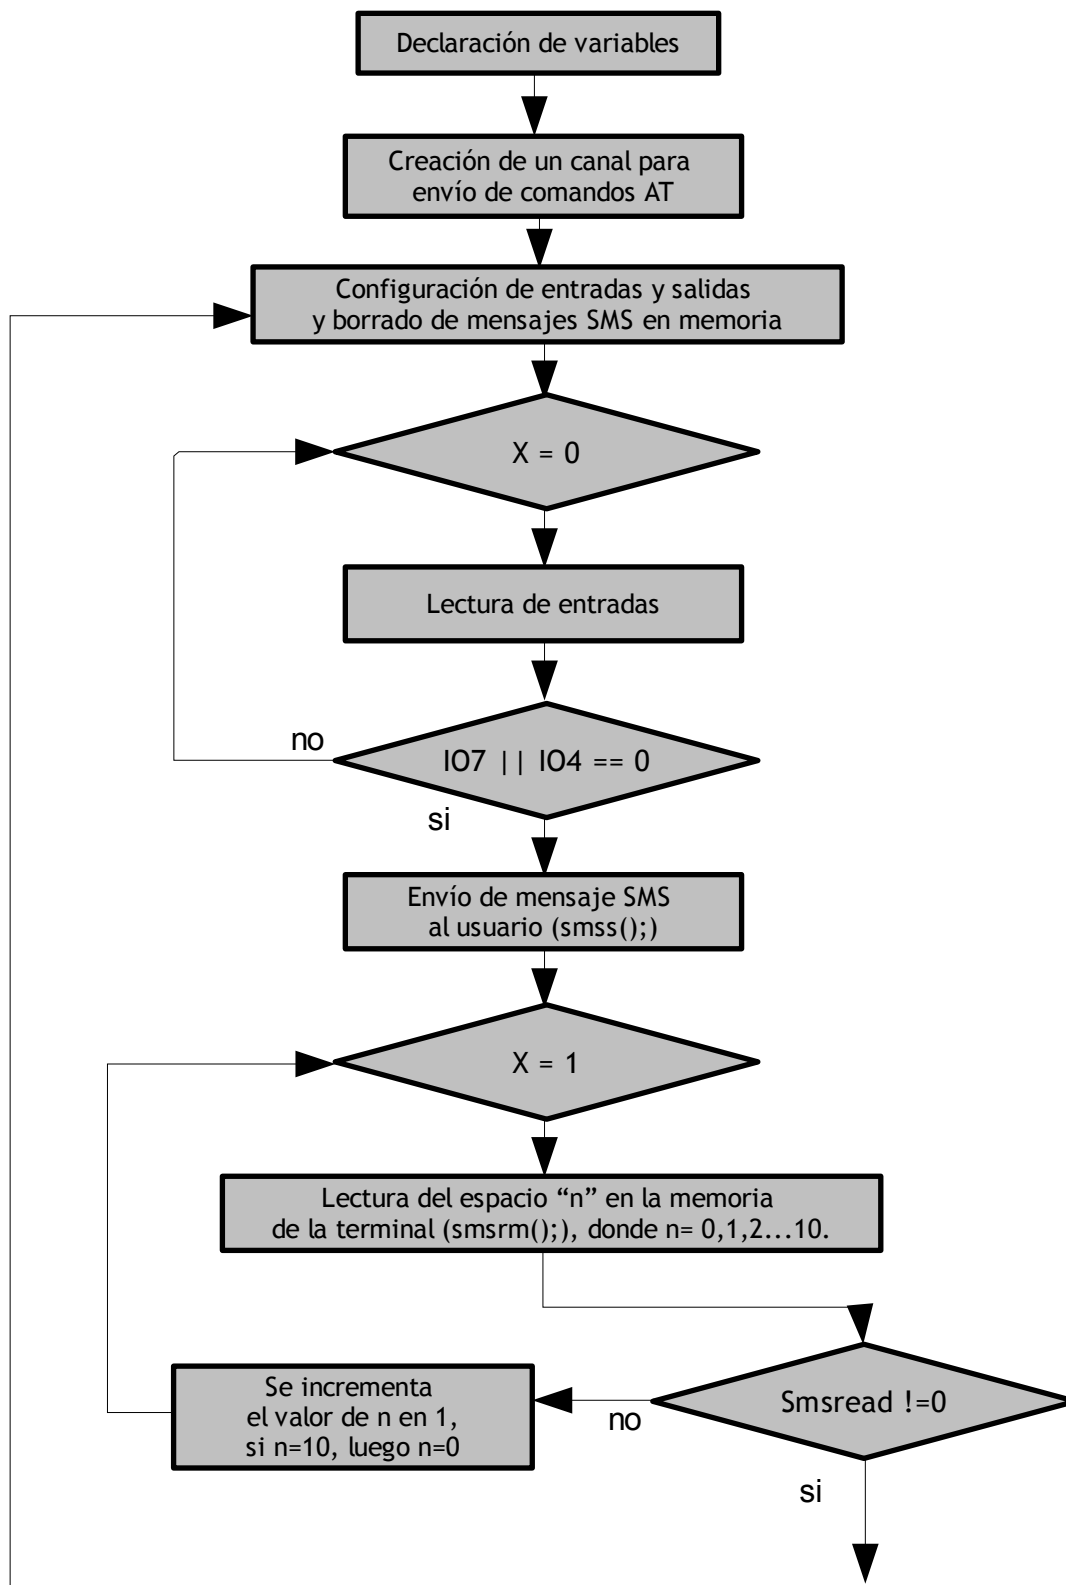 Declaración de variables
Creación de un canal para
envío de comandos AT
Configuración de entradas y salidas
y borrado de mensajes SMS en memoria
X = 0
Lectura de entradas
no
IO7 || IO4 == 0
si
Envío de mensaje SMS
al usuario (smss();)
X = 1
Lectura del espacio “n” en la memoria
de la terminal (smsrm();), donde n= 0,1,2...10.
Se incrementa
el valor de n en 1,
si n=10, luego n=0
no
Smsread !=0
si